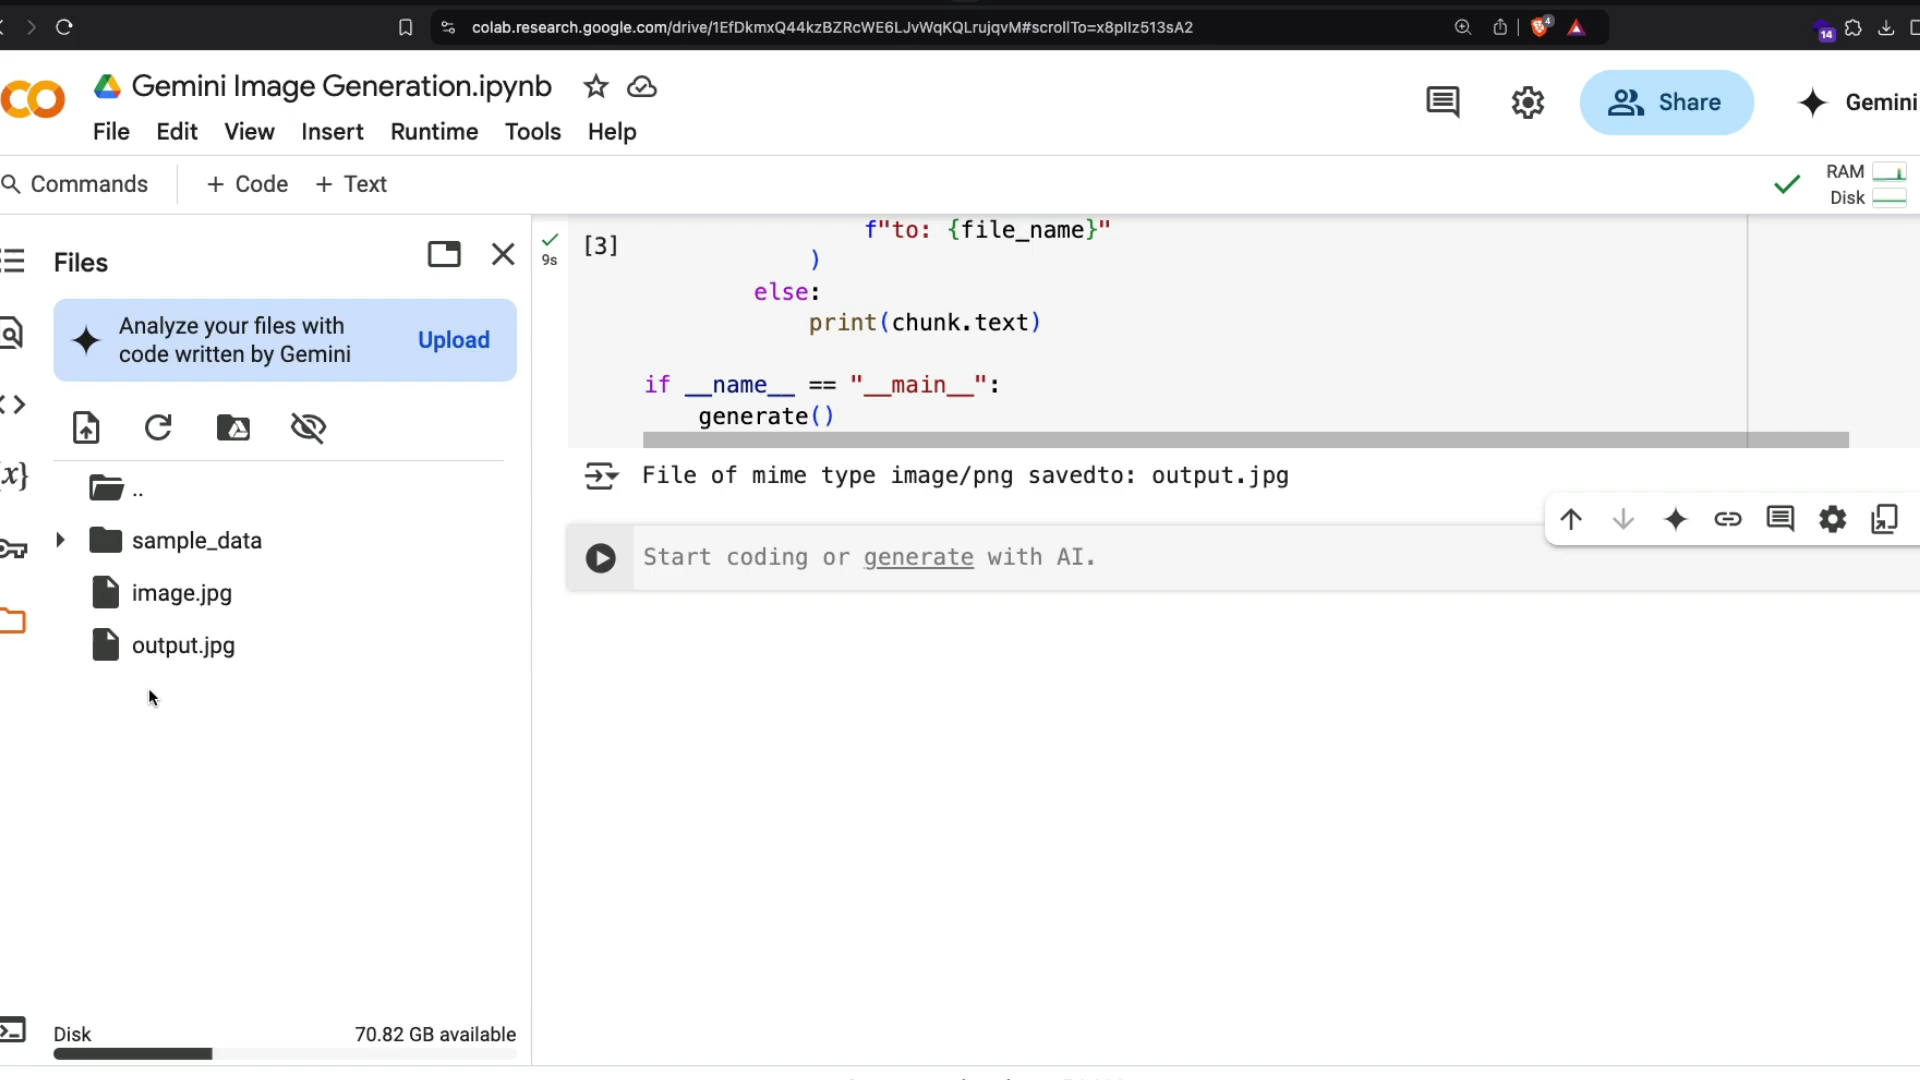 colab.research.google.com/drive/1EfDkmxQ44kzBZRcWE6LJvWqKQLrujqvM#scrollTo=x8pIIz513sA2
4
14
Gemini Image Generation.ipynb
Share
Gemini
File Edit View Insert Runtime Tools Help
Commands
+ Code + Text
RAM
Disk
Files
Analyze your files with
code written by Gemini
Upload
..
sample_data
image.jpg
output.jpg
Disk
70.82 GB available
9s
[3]
f"to: {file_name}"
)
else:
print(chunk.text)
if __name__ == "__main__":
generate()
File of mime type image/png savedto: output.jpg
Start coding or generate with AI.